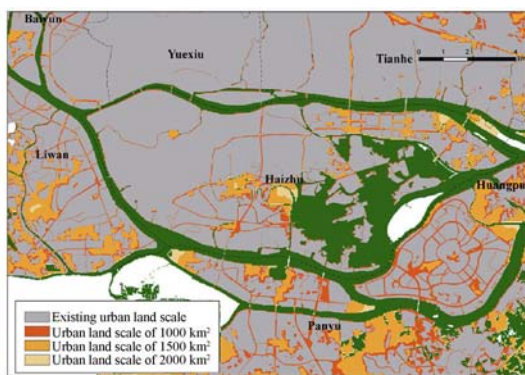 Baiyun
Yuexiu
Tianhe
0 1 2 4
Liwan
Haizhu
Huangpu
Panyu
Existing urban land scale
Urban land scale of 1000 km²
Urban land scale of 1500 km²
Urban land scale of 2000 km²